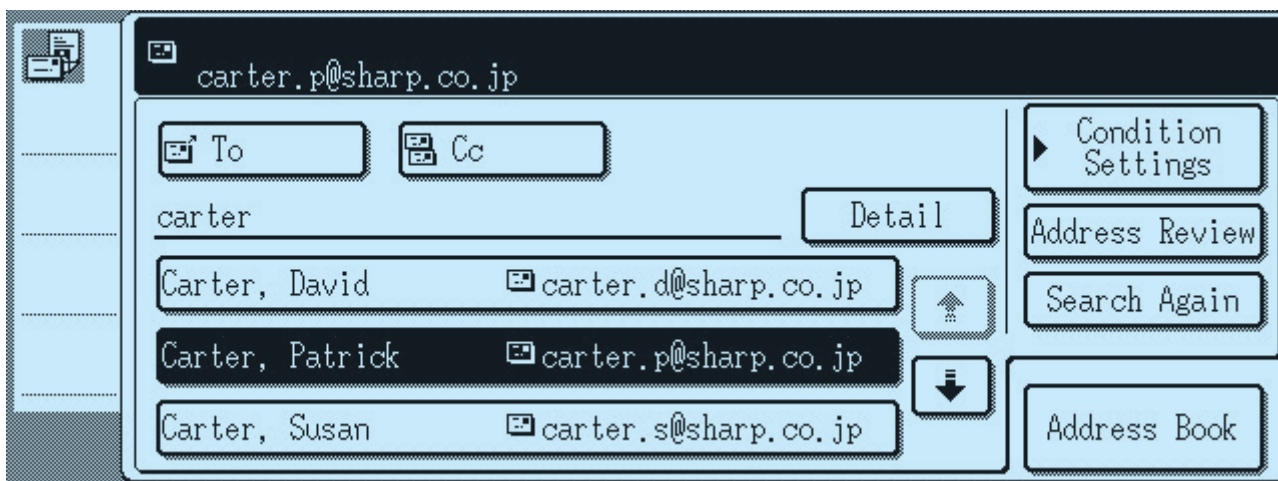 carter.p@sharp.co.jp
To
Cc
Condition
Settings
carter
Detail
Address Review
Carter, David carter.d@sharp.co.jp
Search Again
Carter, Patrick carter.p@sharp.co.jp
Carter, Susan carter.s@sharp.co.jp
Address Book